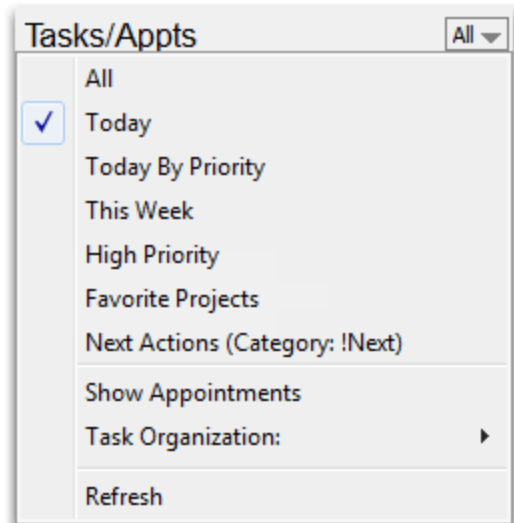 Tasks/Appts All
All
Today
Today By Priority
This Week
High Priority
Favorite Projects
Next Actions (Category: !Next)
Show Appointments
Task Organization:
Refresh